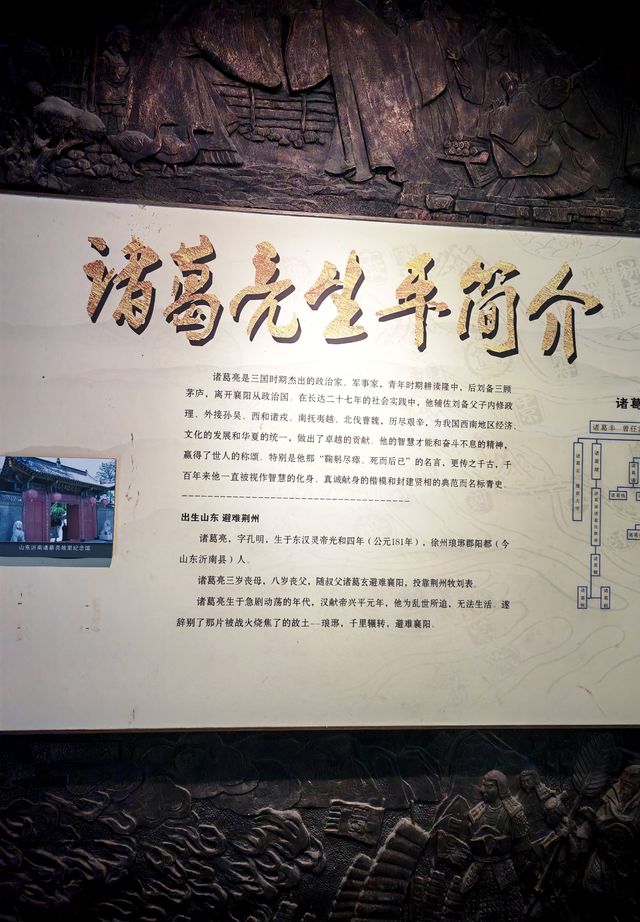 诸葛亮生平简介
诸葛亮是三国时期杰出的政治家、军事家，青年时期耕读隆中，后刘备三顾
茅庐，离开襄阳从政治国。在长达二十七年的社会实践中，他辅佐刘备父子内修政
理、外接孙吴、西和诸戎、南抚夷越、北伐曹魏，历尽艰辛，为我国西南地区经济、
文化的发展和华夏的统一，做出了卓越的贡献。他的智慧才能和奋斗不息的精神，
赢得了世人的称颂。特别是他那“鞠躬尽瘁、死而后已”的名言，更传之千古，千
百年来他一直被视作智慧的化身、真诚献身的楷模和封建贤相的典范而名标青史。
出生山东 避难荆州
诸葛亮，字孔明，生于东汉灵帝光和四年（公元181年），徐州琅琊郡阳都（今
山东沂南县）人。
诸葛亮三岁丧母，八岁丧父，随叔父诸葛玄避难襄阳，投靠荆州牧刘表。
诸葛亮生于急剧动荡的年代，汉献帝兴平元年，他为乱世所迫，无法生活。遂
辞别了那片被战火烧焦了的故土--琅琊，千里辗转，避难襄阳。
山东沂南诸葛亮故里纪念馆
诸葛
诸葛丰 曾任